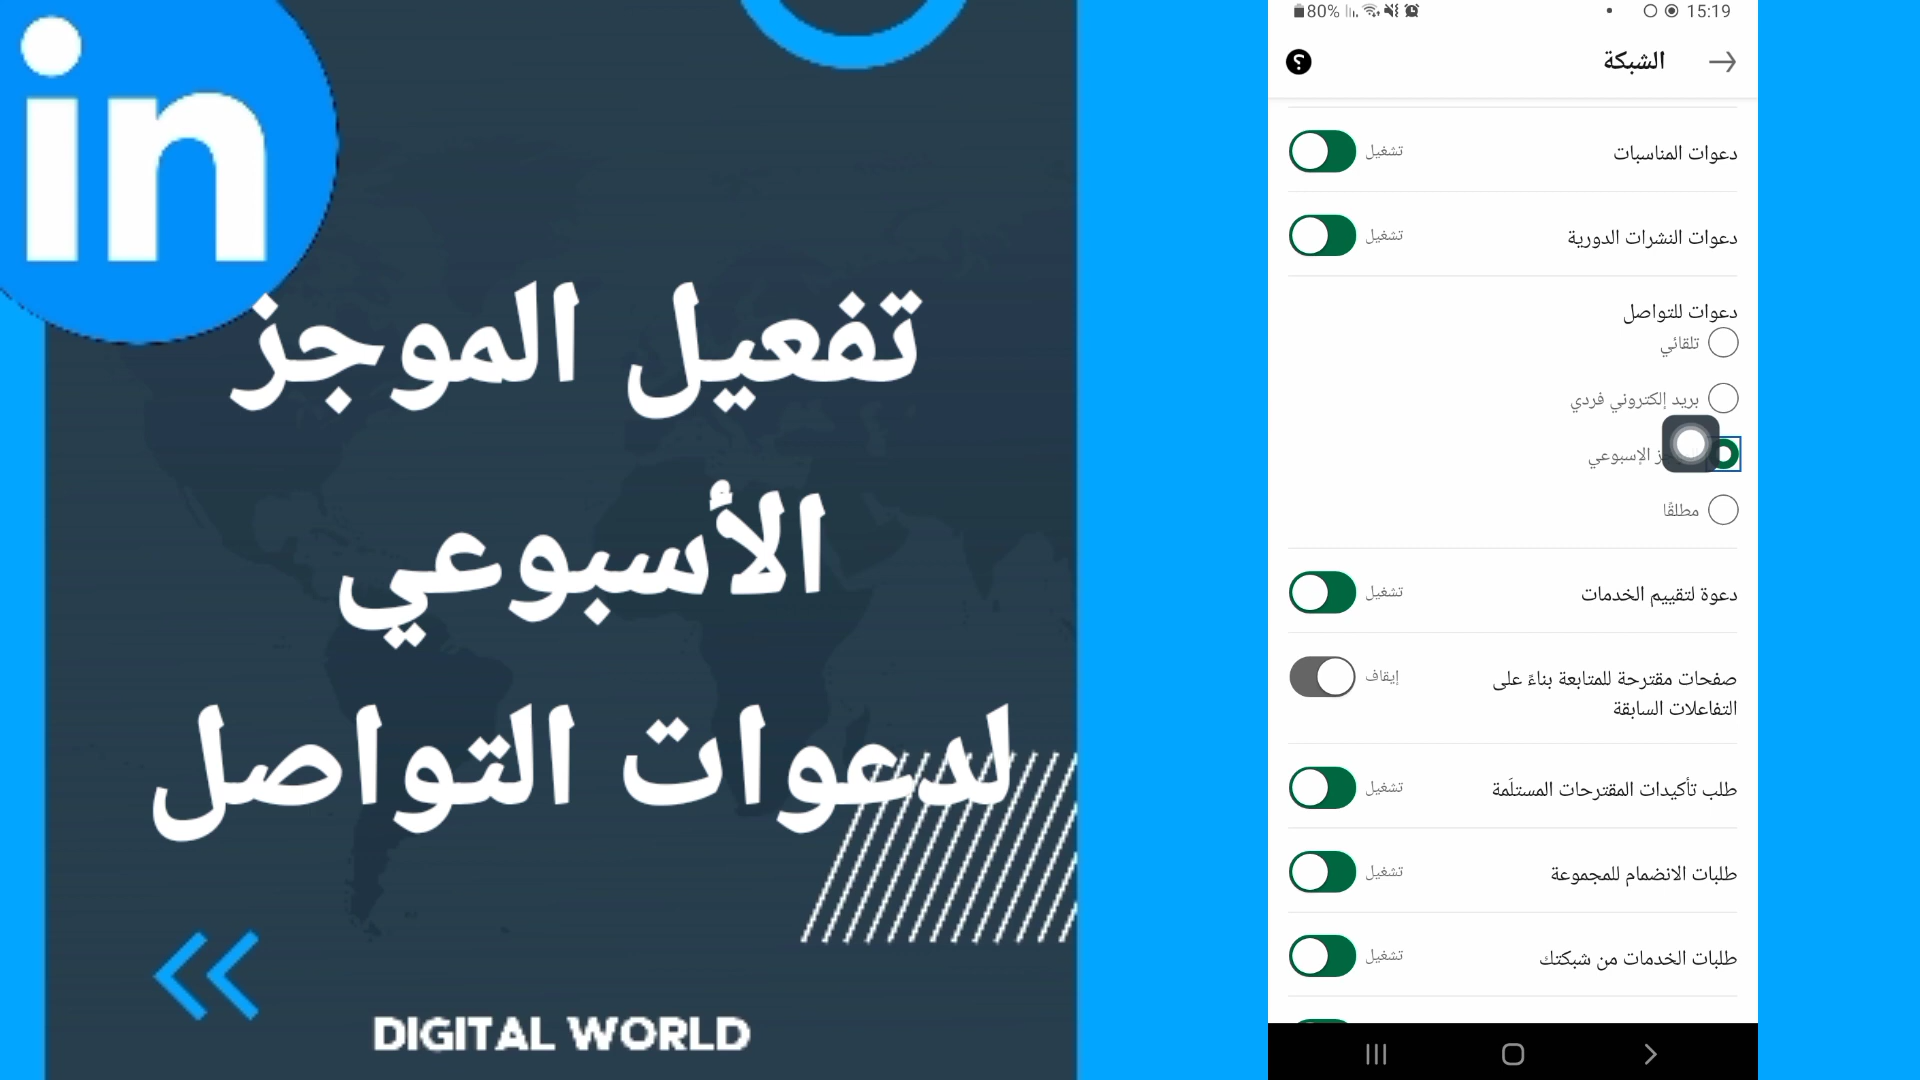 in
تفعيل الموجز
الأسبوعي
لدعوات التواصل
DIGITAL WORLD
80%
15:19
الشبكة
دعوات المناسبات
تشغيل
دعوات النشرات الدورية
تشغيل
دعوات للتواصل
تلقائي
بريد إلكتروني فردي
الإسبوعي
مطلقًا
دعوة لتقييم الخدمات
تشغيل
صفحات مقترحة للمتابعة بناءً على
التفاعلات السابقة
إيقاف
طلب تأكيدات المقترحات المستلَمة
تشغيل
طلبات الانضمام للمجموعة
تشغيل
طلبات الخدمات من شبكتك
تشغيل